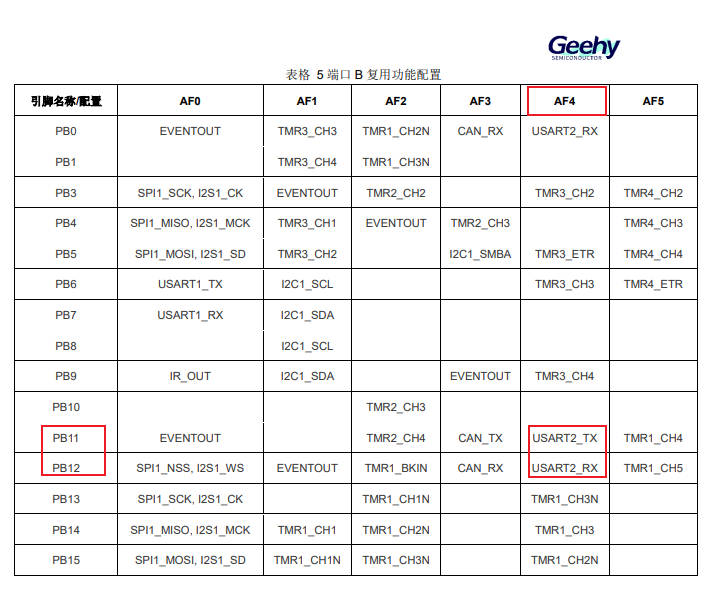 Geehy
SEMICONDUCTOR
表格 5 端口 B 复用功能配置
引脚名称/配置 AF0 AF1 AF2 AF3 AF4 AF5
PB0 EVENTOUT TMR3_CH3 TMR1_CH2N CAN_RX USART2_RX
PB1 TMR3_CH4 TMR1_CH3N
PB3 SPI1_SCK, I2S1_CK EVENTOUT TMR2_CH2 TMR3_CH2 TMR4_CH2
PB4 SPI1_MISO, I2S1_MCK TMR3_CH1 EVENTOUT TMR2_CH3 TMR4_CH3
PB5 SPI1_MOSI, I2S1_SD TMR3_CH2 I2C1_SMBA TMR3_ETR TMR4_CH4
PB6 USART1_TX I2C1_SCL TMR3_CH3 TMR4_ETR
PB7 USART1_RX I2C1_SDA
PB8 I2C1_SCL
PB9 IR_OUT I2C1_SDA EVENTOUT TMR3_CH4
PB10 TMR2_CH3
PB11 EVENTOUT TMR2_CH4 CAN_TX USART2_TX TMR1_CH4
PB12 SPI1_NSS, I2S1_WS EVENTOUT TMR1_BKIN CAN_RX USART2_RX TMR1_CH5
PB13 SPI1_SCK, I2S1_CK TMR1_CH1N TMR1_CH3N
PB14 SPI1_MISO, I2S1_MCK TMR1_CH1 TMR1_CH2N TMR1_CH3
PB15 SPI1_MOSI, I2S1_SD TMR1_CH1N TMR1_CH3N TMR1_CH2N